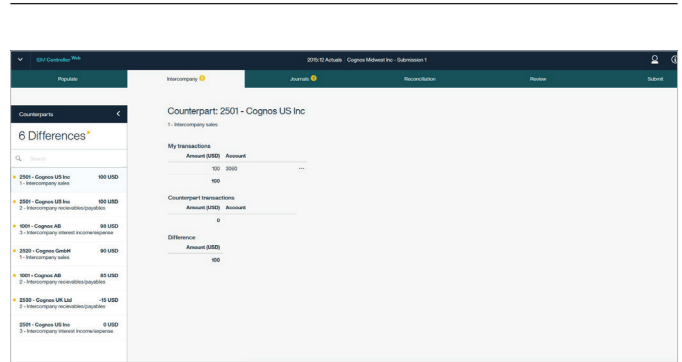 IBV Controller Web
2015:12 Actuals Cognos Midwest Inc - Submission 1
Populate
Intercompany
Journals
Reconciliation
Review
Submit
Counterparts
6 Differences*
Search
2501 - Cognos US Inc 100 USD
1 - Intercompany sales
2501 - Cognos US Inc 100 USD
2 - Intercompany recievables/payables
1001 - Cognos AB 98 USD
3 - Intercompany interest income/expense
2520 - Cognos GmbH 90 USD
1 - Intercompany sales
1001 - Cognos AB 85 USD
2 - Intercompany recievables/payables
2530 - Cognos UK Ltd -15 USD
2 - Intercompany recievables/payables
2501 - Cognos US Inc 0 USD
3 - Intercompany interest income/expense
Counterpart: 2501 - Cognos US Inc
1 - Intercompany sales
My transactions
Amount (USD) Account
100 3060 ...
100
Counterpart transactions
Amount (USD) Account
0
Difference
Amount (USD)
100